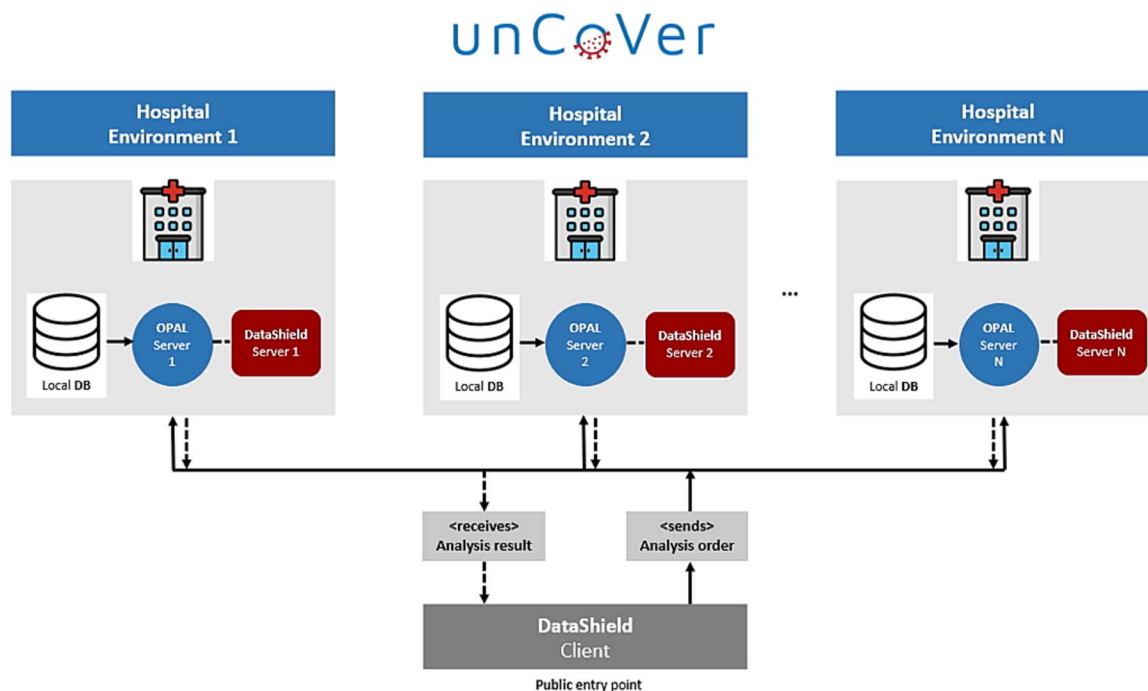 unCoVer
Hospital
Environment 1
Hospital
Environment 2
Hospital
Environment N
OPAL
Server
1
DataShield
Server 1
Local DB
OPAL
Server
2
DataShield
Server 2
Local DB
...
OPAL
Server
N
DataShield
Server N
Local DB
<receives>
Analysis result
<sends>
Analysis order
DataShield
Client
Public entry point